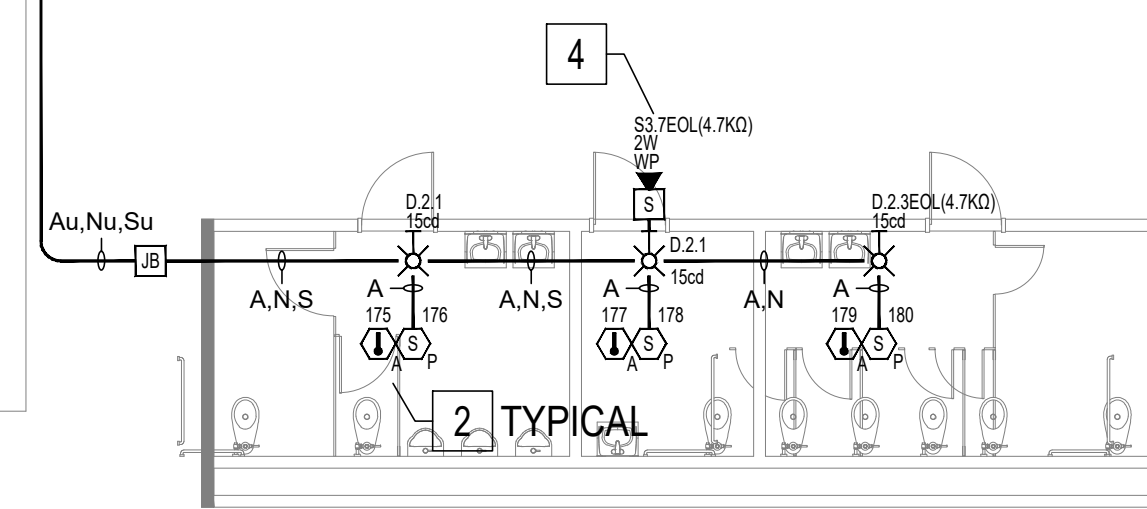 4
S3.7EOL(4.7KΩ)
2W
WP
S
D.2.1
15cd
D.2.3EOL(4.7KΩ)
15cd
Au,Nu,Su
JB
D.2.1
15cd
A,N,S
A
A,N,S
A
A,N
A
175
176
177
178
179
180
S
S
S
A
P
A
P
A
P
2 TYPICAL